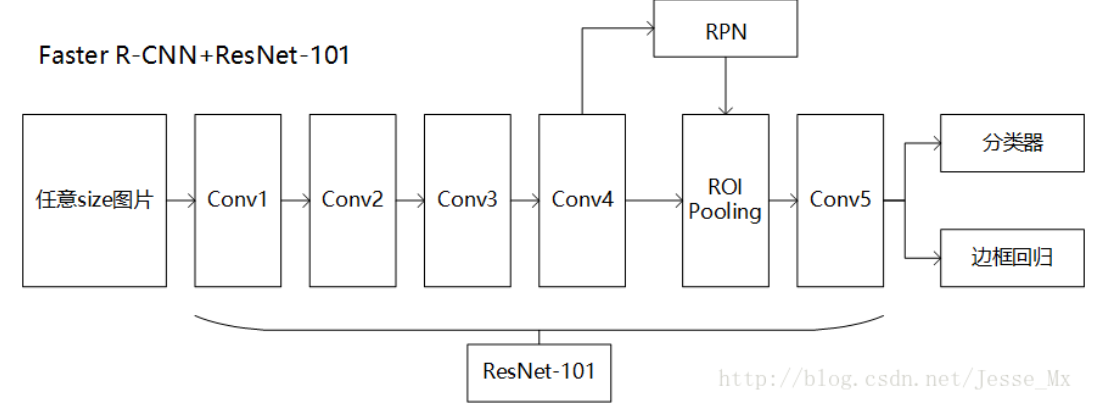 Faster R-CNN+ResNet-101
RPN
任意size图片
Conv1
Conv2
Conv3
Conv4
ROI
Pooling
Conv5
分类器
边框回归
ResNet-101
http://blog.csdn.net/Jesse_Mx